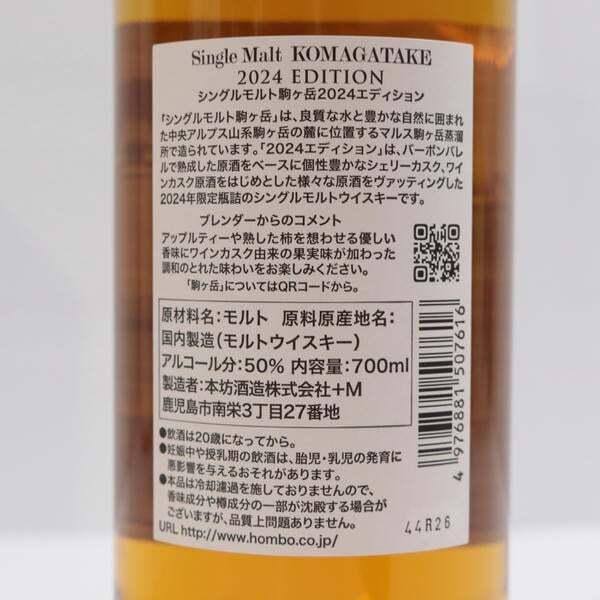 Single Malt KOMAGATAKE
2024 EDITION
シングルモルト駒ヶ岳2024エディション
「シングルモルト駒ヶ岳」は、良質な水と豊かな自然に囲まれ
た中央アルプス山系駒ヶ岳の麓に位置するマルス駒ヶ岳蒸溜
所で造られています。「2024エディション」は、バーボンバレ
ルで熟成した原酒をベースに個性豊かなシェリーカスク、ワイ
ンカスク原酒をはじめとした様々な原酒をヴァッティングした
2024年限定瓶詰のシングルモルトウイスキーです。
ブレンダーからのコメント
アップルティーや熟した柿を想わせる優しい
香味にワインカスク由来の果実味が加わった
調和のとれた味わいをお楽しみください。
「駒ヶ岳」についてはQRコードから。
原材料名:モルト 原料原産地名:
国内製造(モルトウイスキー)
アルコール分:50% 内容量:700ml
製造者:本坊酒造株式会社+M
鹿児島市南栄3丁目27番地
●飲酒は20歳になってから。
●妊娠中や授乳期の飲酒は、胎児・乳児の発育に
悪影響を与えるおそれがあります。
●本品は冷却濾過を施しておりませんので、
香味成分や樽成分の一部が沈殿する場合が
ございますが、品質上問題ありません。
URL http://www.hombo.co.jp/
4 976881 507616
44R26